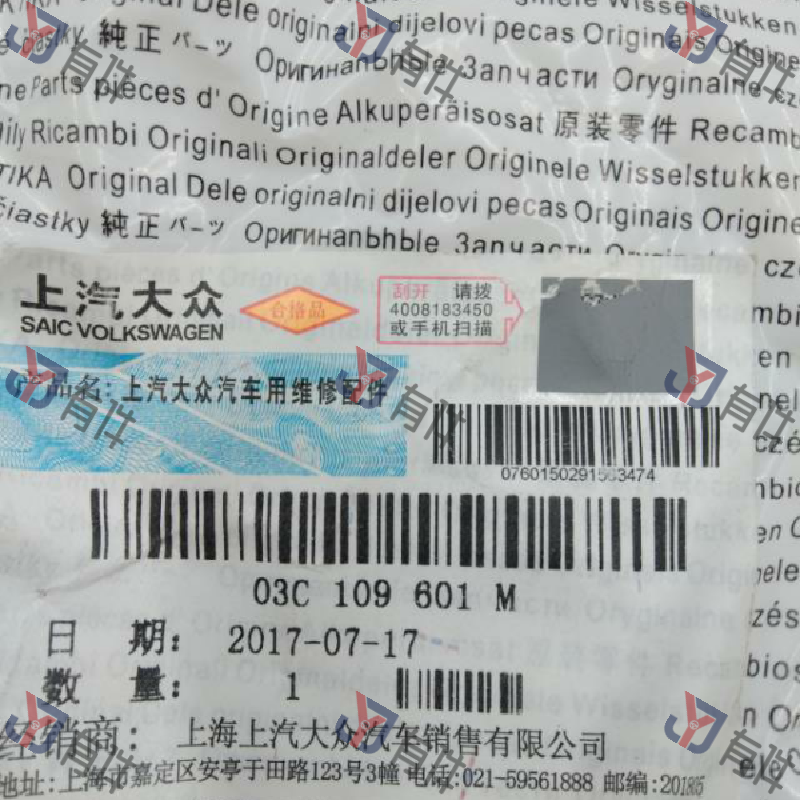 TIKA Original Dele originalni dijelovi pecas Originais Origine
ciastky 純正 パーツ Оригинальные Запчасти Oryginalne cz
ne Parts pièces d' Origine Alkuperäisosat 原装零件 Recamb
ily Ricambi Originali Originaldeler Originele Wisselstukken
TIKA Original Dele originalni dijelovi pecas Originais Origine
čiastky 純正 パーツ Оригинальные Запчасти
上汽大众
SAIC VOLKSWAGEN
合格品
刮开 请拨
4008183450
或手机扫描
产品名: 上汽大众汽车用维修配件
03C 109 601 M
日 期: 2017-07-17
数 量: 1
经销商: 上海上汽大众汽车销售有限公司
地址: 上海市嘉定区安亭于田路123号3幢 电话:021-59561888 邮编:201805
有件